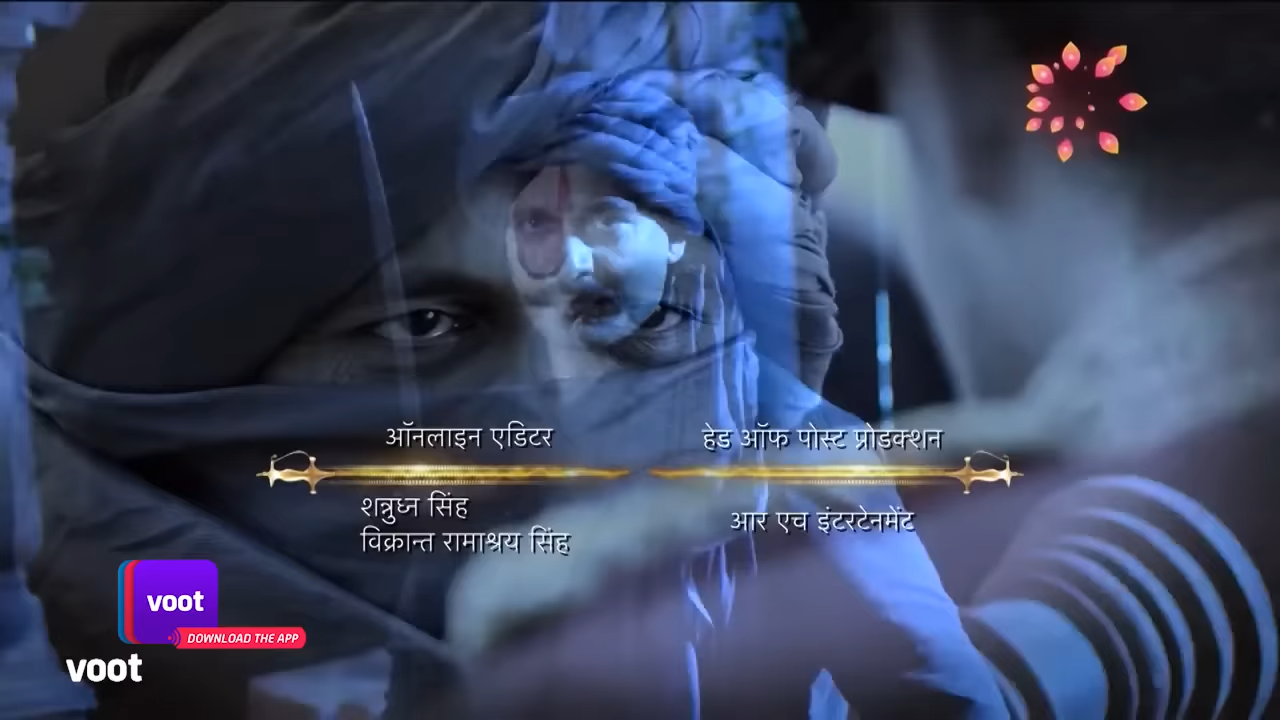 ऑनलाइन एडिटर
शत्रुघ्न सिंह
विक्रान्त रामाश्रय सिंह
हेड ऑफ पोस्ट प्रोडक्शन
आर एच इंटरटेनमेंट
voot
DOWNLOAD THE APP
voot